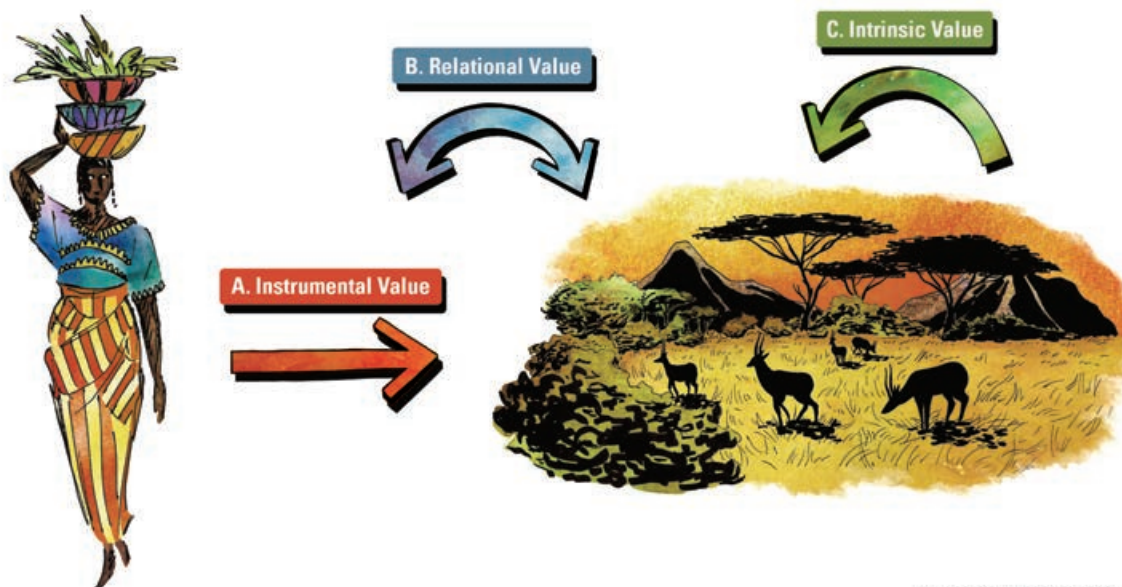 C. Intrinsic Value
B. Relational Value
A. Instrumental Value